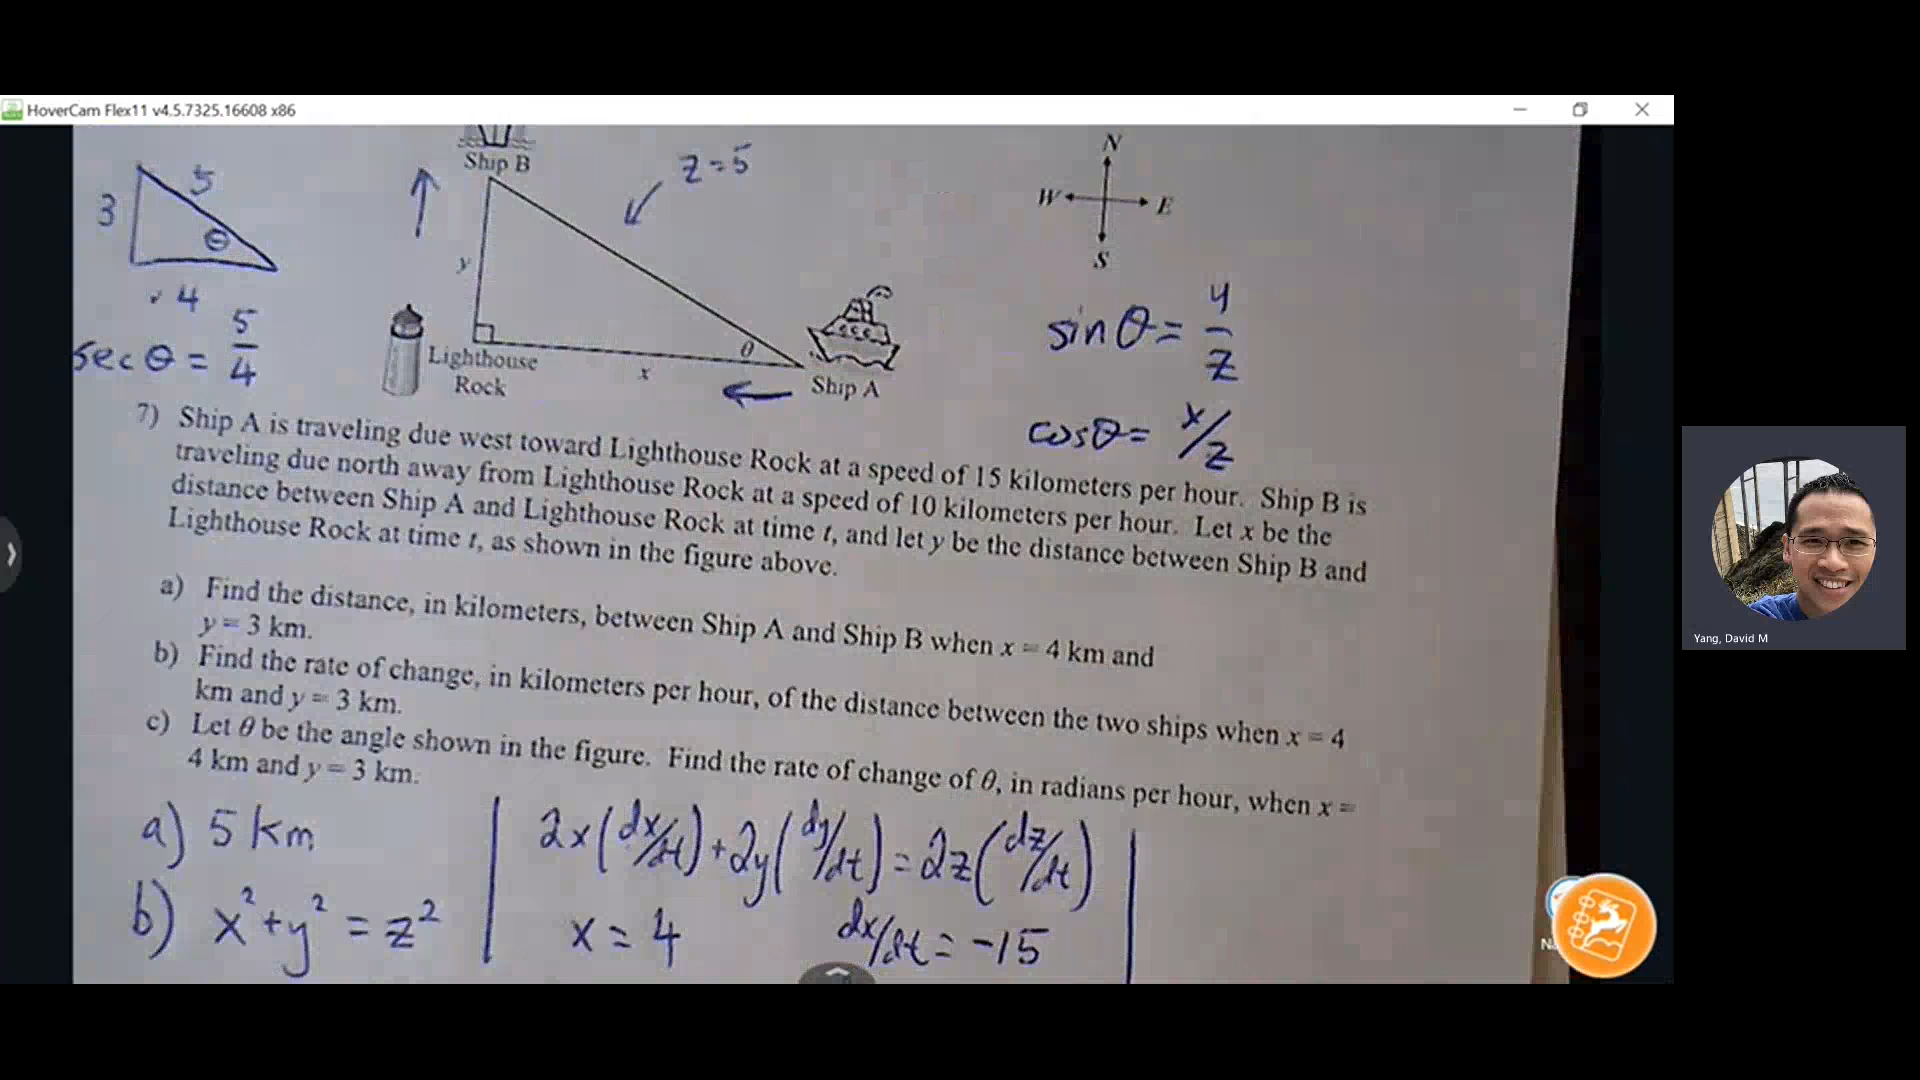 HoverCam Flex11 v4.5.7325.16608 x86
Ship B
z = 5
N
W
E
S
3
5
θ
4
sec θ = 5/4
y
Lighthouse
Rock
x
θ
Ship A
sin θ = y/z
cos θ = x/z
7) Ship A is traveling due west toward Lighthouse Rock at a speed of 15 kilometers per hour. Ship B is
traveling due north away from Lighthouse Rock at a speed of 10 kilometers per hour. Let x be the
distance between Ship A and Lighthouse Rock at time t, and let y be the distance between Ship B and
Lighthouse Rock at time t, as shown in the figure above.
a) Find the distance, in kilometers, between Ship A and Ship B when x = 4 km and
y = 3 km.
b) Find the rate of change, in kilometers per hour, of the distance between the two ships when x = 4
km and y = 3 km.
c) Let θ be the angle shown in the figure. Find the rate of change of θ, in radians per hour, when x =
4 km and y = 3 km.
a) 5 km
b) x² + y² = z²
2x(dx/dt) + 2y(dy/dt) = 2z(dz/dt)
x = 4
dx/dt = -15
Yang, David M